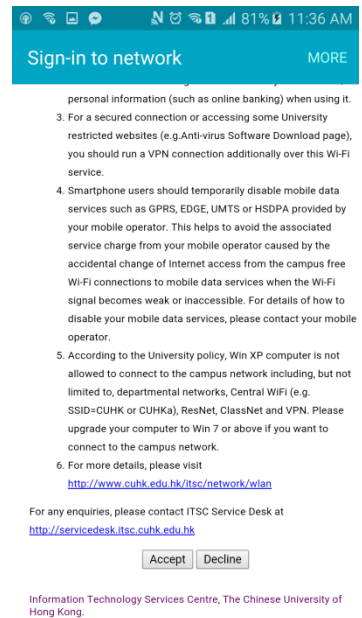 81% 11:36 AM
Sign-in to network MORE
personal information (such as online banking) when using it.
3. For a secured connection or accessing some University
restricted websites (e.g.Anti-virus Software Download page),
you should run a VPN connection additionally over this Wi-Fi
service.
4. Smartphone users should temporarily disable mobile data
services such as GPRS, EDGE, UMTS or HSDPA provided by
your mobile operator. This helps to avoid the associated
service charge from your mobile operator caused by the
accidental change of Internet access from the campus free
Wi-Fi connections to mobile data services when the Wi-Fi
signal becomes weak or inaccessible. For details of how to
disable your mobile data services, please contact your mobile
operator.
5. According to the University policy, Win XP computer is not
allowed to connect to the campus network including, but not
limited to, departmental networks, Central WiFi (e.g.
SSID=CUHK or CUHKa), ResNet, ClassNet and VPN. Please
upgrade your computer to Win 7 or above if you want to
connect to the campus network.
6. For more details, please visit
http://www.cuhk.edu.hk/itsc/network/wlan
For any enquiries, please contact ITSC Service Desk at
http://servicedesk.itsc.cuhk.edu.hk
Accept Decline
Information Technology Services Centre, The Chinese University of
Hong Kong.